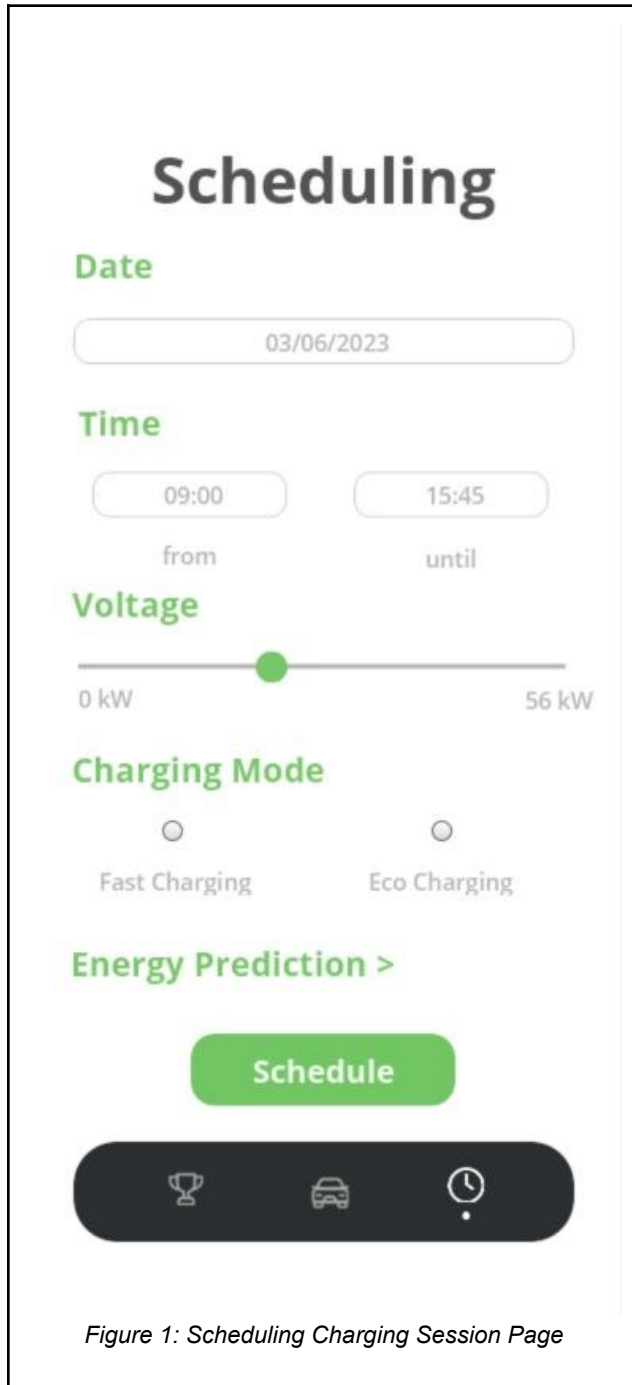 Scheduling
Date
03/06/2023
Time
09:00 15:45
from until
Voltage
0 kW 56 kW
Charging Mode
Fast Charging Eco Charging
Energy Prediction >
Schedule
Figure 1: Scheduling Charging Session Page